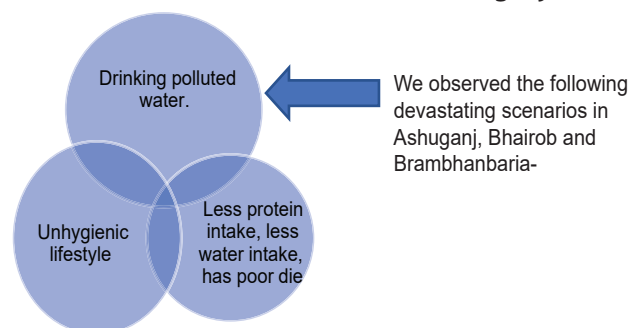 Drinking polluted
water.
We observed the following
devastating scenarios in
Ashuganj, Bhairob and
Brambhanbaria-
Unhygienic
lifestyle
Less protein
intake, less
water intake,
has poor die